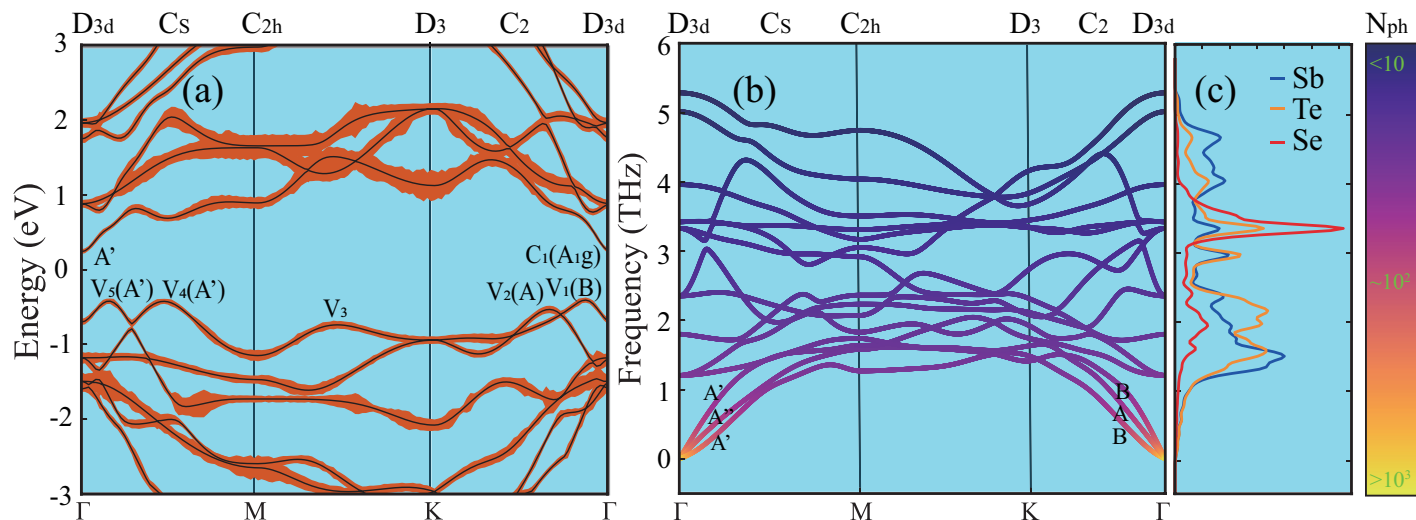 D3d Cs C2h D3 C2 D3d
D3d Cs C2h D3 C2 D3d Nph
(a)
(b)
(c)
Sb
Te
Se
3
2
1
0
-1
-2
-3
Energy (eV)
A'
C1(A1g)
V5(A') V4(A') V3 V2(A) V1(B)
Γ M K Γ
6
5
4
3
2
1
0
Frequency (THz)
A'
A''
A'
B
A
B
Γ M K Γ
<10
~10²
>10³